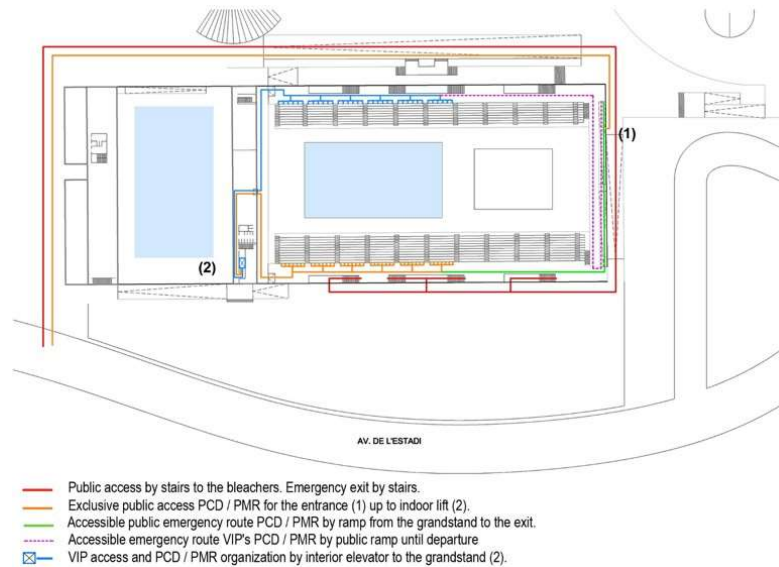 (1)
(2)
AV. DE L'ESTADI
Public access by stairs to the bleachers. Emergency exit by stairs.
Exclusive public access PCD / PMR for the entrance (1) up to indoor lift (2).
Accessible public emergency route PCD / PMR by ramp from the grandstand to the exit.
Accessible emergency route VIP's PCD / PMR by public ramp until departure
VIP access and PCD / PMR organization by interior elevator to the grandstand (2).